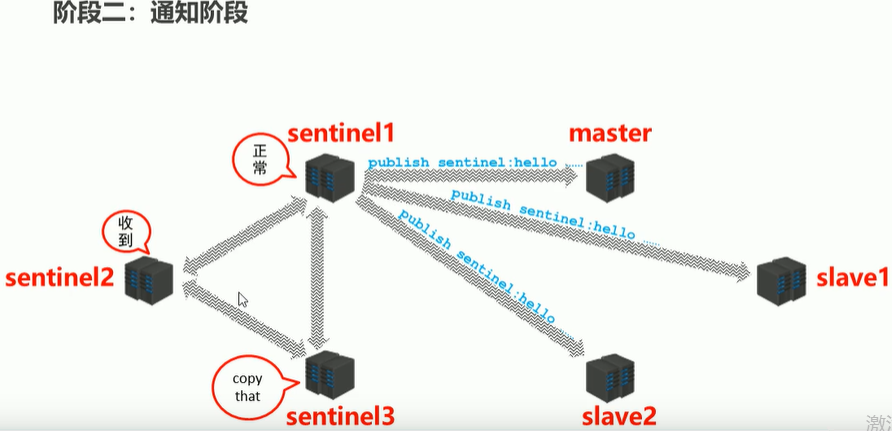 阶段二：通知阶段
sentinel1
master
正
常
publish sentinel:hello ……
publish sentinel:hello ……
publish sentinel:hello ……
收
到
sentinel2
slave1
copy
that
sentinel3
slave2